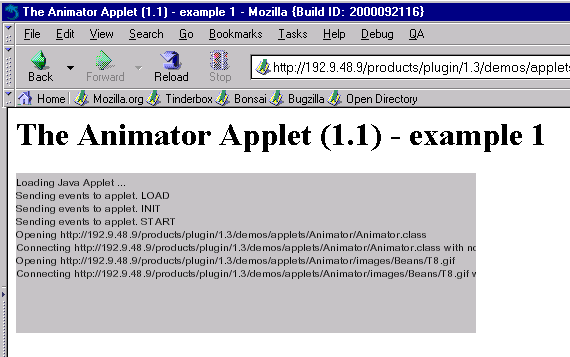 The Animator Applet (1.1) - example 1 - Mozilla {Build ID: 2000092116}
File Edit View Search Go Bookmarks Tasks Help Debug QA
Back Forward Reload Stop http://192.9.48.9/products/plugin/1.3/demos/applets
Home Mozilla.org Tinderbox Bonsai Bugzilla Open Directory
The Animator Applet (1.1) - example 1
Loading Java Applet ...
Sending events to applet. LOAD
Sending events to applet. INIT
Sending events to applet. START
Opening http://192.9.48.9/products/plugin/1.3/demos/applets/Animator/Animator.class
Connecting http://192.9.48.9/products/plugin/1.3/demos/applets/Animator/Animator.class with no
Opening http://192.9.48.9/products/plugin/1.3/demos/applets/Animator/images/Beans/T8.gif
Connecting http://192.9.48.9/products/plugin/1.3/demos/applets/Animator/images/Beans/T8.gif w